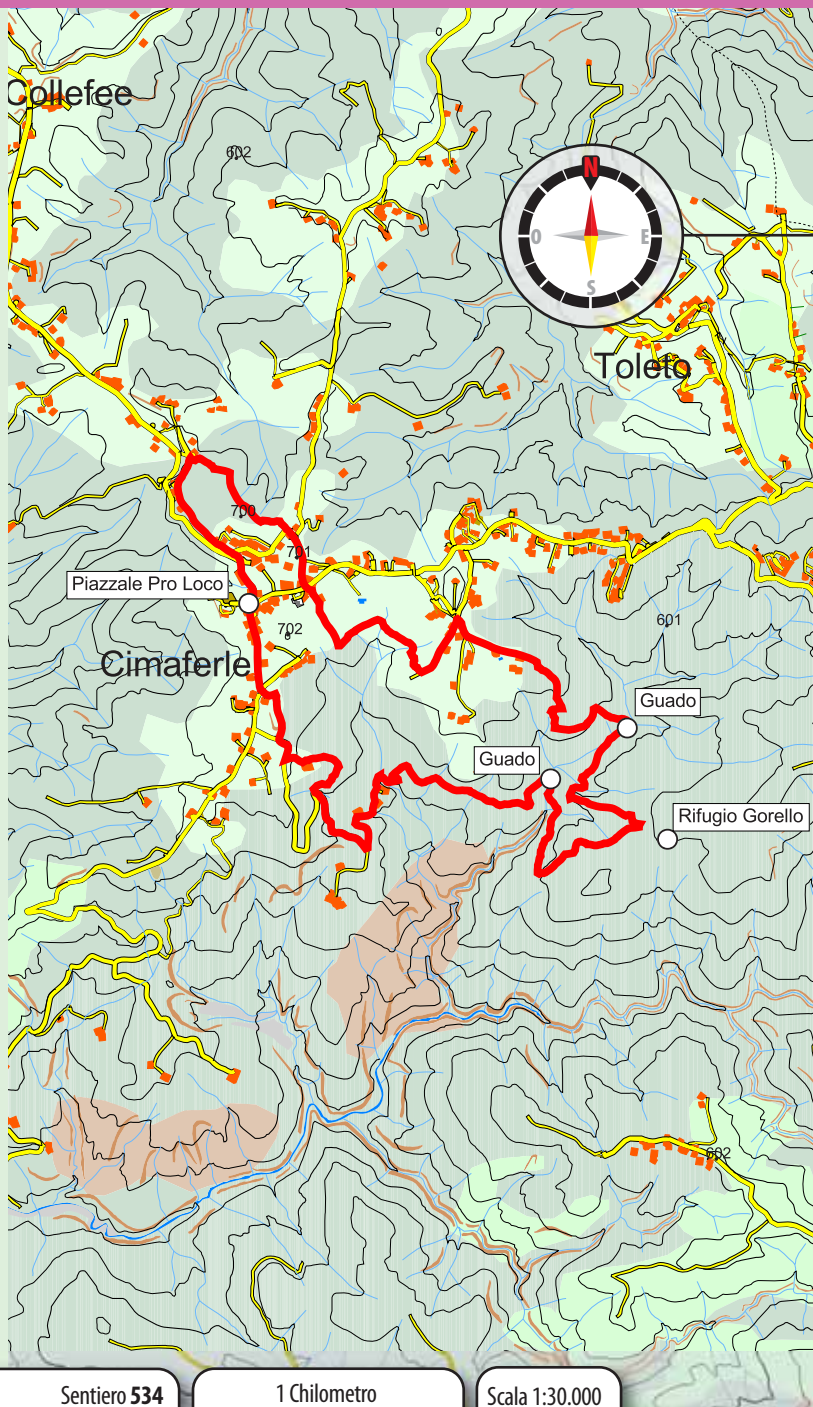 Collefee
602
N
O
E
S
Toleto
700
701
Piazzale Pro Loco
702
601
Cimaferle
Guado
Guado
Rifugio Gorello
602
Sentiero 534
1 Chilometro
Scala 1:30.000